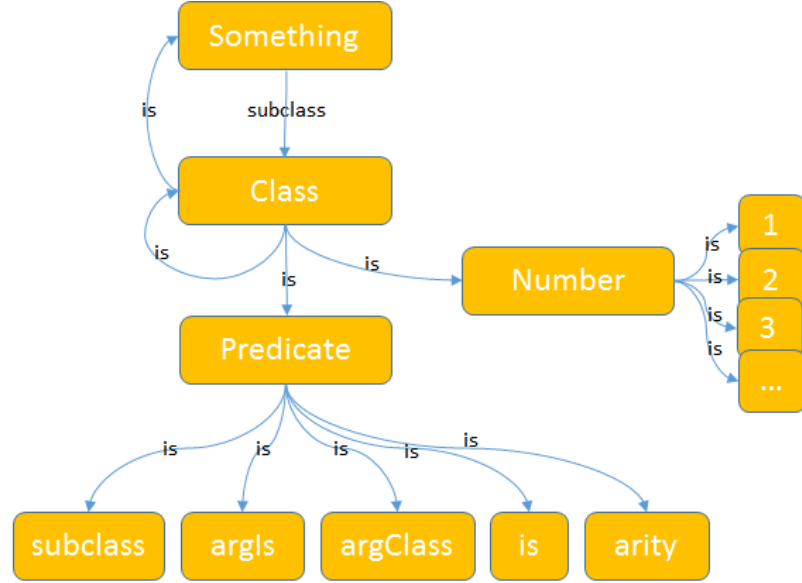 Something
is
subclass
Class
is
is
is
Number
is
1
is
2
is
3
is
...
Predicate
is
is
is
is
is
subclass
argIs
argClass
is
arity